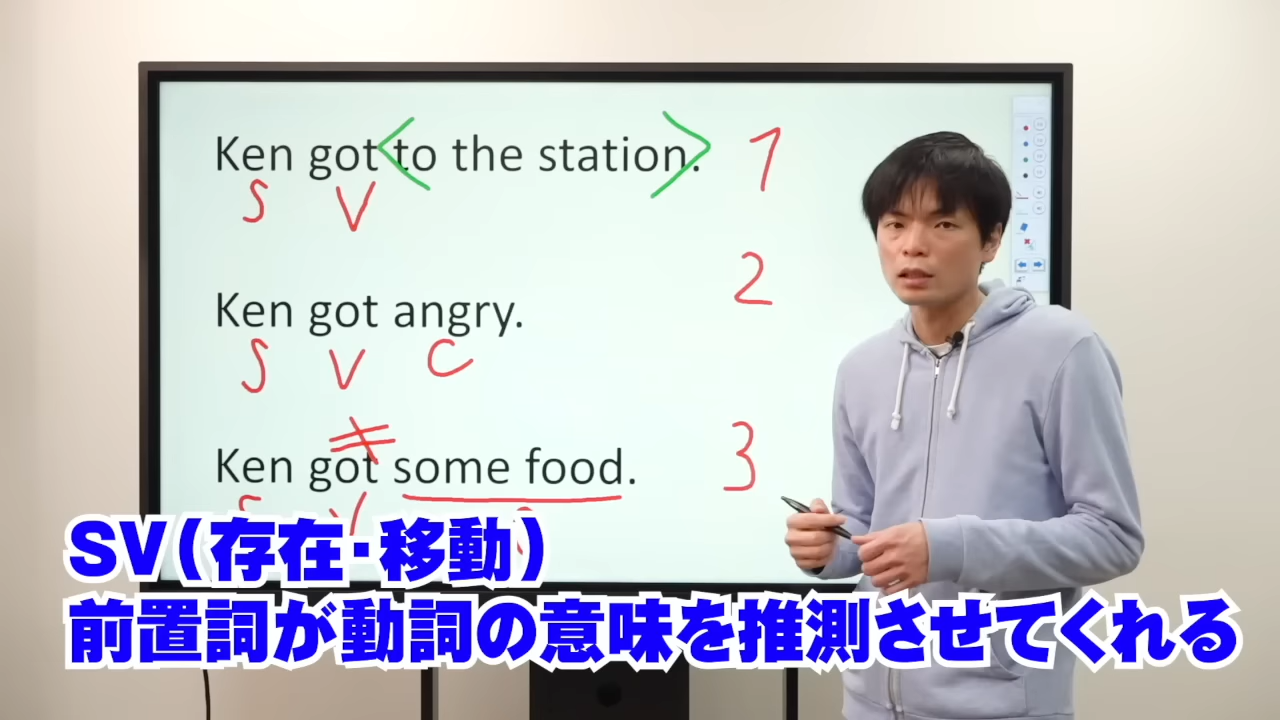 Ken got <to the station.> 1
S V
2
Ken got angry.
S V C
≠
Ken got some food. 3
S V
SV(存在・移動)
前置詞が動詞の意味を推測させてくれる